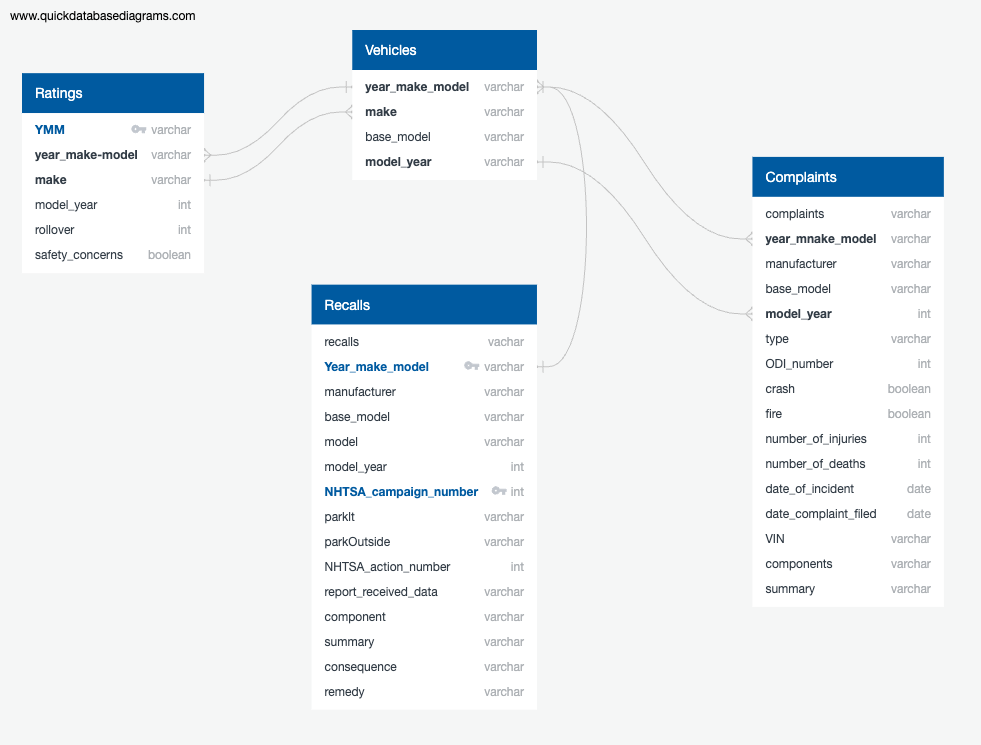 www.quickdatabasediagrams.com
Ratings
YMM varchar
year_make-model varchar
make varchar
model_year int
rollover int
safety_concerns boolean
Vehicles
year_make_model varchar
make varchar
base_model varchar
model_year varchar
Recalls
recalls vachar
Year_make_model varchar
manufacturer varchar
base_model varchar
model varchar
model_year int
NHTSA_campaign_number int
parkIt varchar
parkOutside varchar
NHTSA_action_number int
report_received_data varchar
component varchar
summary varchar
consequence varchar
remedy varchar
Complaints
complaints varchar
year_mnake_model varchar
manufacturer varchar
base_model varchar
model_year int
type varchar
ODI_number int
crash boolean
fire boolean
number_of_injuries int
number_of_deaths int
date_of_incident date
date_complaint_filed date
VIN varchar
components varchar
summary varchar